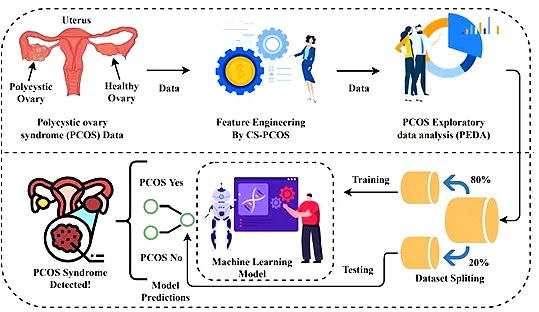 Uterus
Polycystic
Ovary
Healthy
Ovary
Polycystic ovary
syndrome (PCOS) Data
Data
Feature Engineering
By CS-PCOS
Data
PCOS Exploratory
data analysis (PEDA)
PCOS Syndrome
Detected!
PCOS Yes
PCOS No
Model
Predictions
Machine Learning
Model
Training
Testing
80%
20%
Dataset Spliting